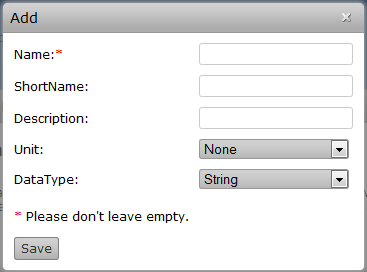 Add ×
Name:*
ShortName:
Description:
Unit: None
DataType: String
* Please don't leave empty.
Save